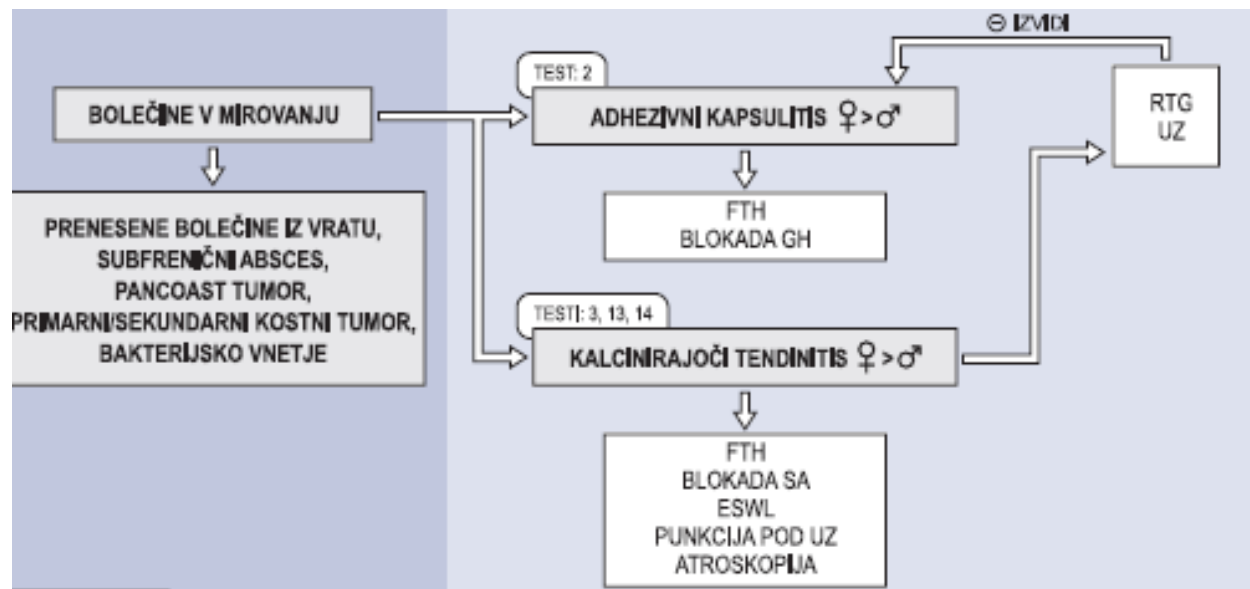 ⊖ IZVIDI
TEST: 2
BOLEČINE V MIROVANJU
ADHEZIVNI KAPSULITIS ♀>♂
RTG
UZ
PRENESENE BOLEČINE IZ VRATU,
SUBFRENIČNI ABSCES,
PANCOAST TUMOR,
PRIMARNI/SEKUNDARNI KOSTNI TUMOR,
BAKTERIJSKO VNETJE
FTH
BLOKADA GH
TESTI: 3, 13, 14
KALCINIRAJOČI TENDINITIS ♀>♂
FTH
BLOKADA SA
ESWL
PUNKCIJA POD UZ
ATROSKOPIJA